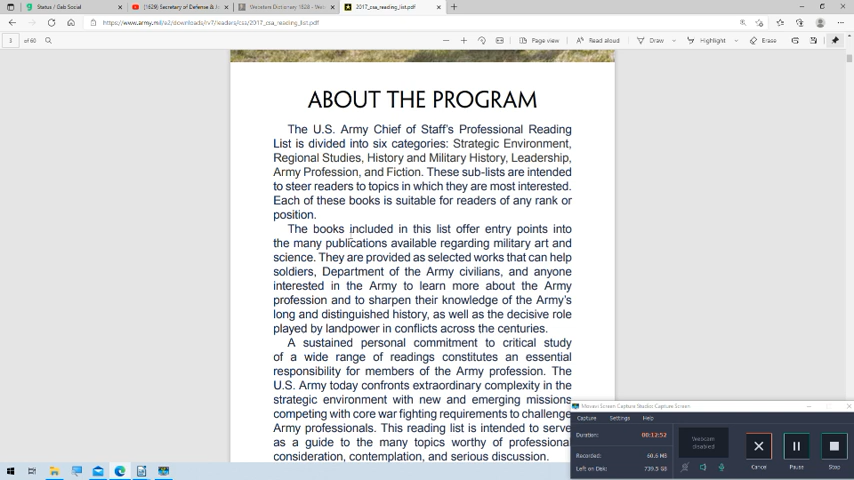 Status / Gab Social
(1629) Secretary of Defense & J
Websters Dictionary 1828 - Web
2017_csa_reading_list.pdf
https://www.army.mil/e2/downloads/rv7/leaders/csa/2017_csa_reading_list.pdf
3 of 60
Page view
Read aloud
Draw
Highlight
Erase
ABOUT THE PROGRAM
The U.S. Army Chief of Staff's Professional Reading
List is divided into six categories: Strategic Environment,
Regional Studies, History and Military History, Leadership,
Army Profession, and Fiction. These sub-lists are intended
to steer readers to topics in which they are most interested.
Each of these books is suitable for readers of any rank or
position.
The books included in this list offer entry points into
the many publications available regarding military art and
science. They are provided as selected works that can help
soldiers, Department of the Army civilians, and anyone
interested in the Army to learn more about the Army
profession and to sharpen their knowledge of the Army's
long and distinguished history, as well as the decisive role
played by landpower in conflicts across the centuries.
A sustained personal commitment to critical study
of a wide range of readings constitutes an essential
responsibility for members of the Army profession. The
U.S. Army today confronts extraordinary complexity in the
strategic environment with new and emerging missions
competing with core war fighting requirements to challenge
Army professionals. This reading list is intended to serve
as a guide to the many topics worthy of professional
consideration, contemplation, and serious discussion.
Movavi Screen Capture Studio: Capture Screen
Capture Settings Help
Duration: 00:12:52
Recorded: 60.6 MB
Left on Disk: 739.5 GB
Webcam
disabled
Cancel
Pause
Stop